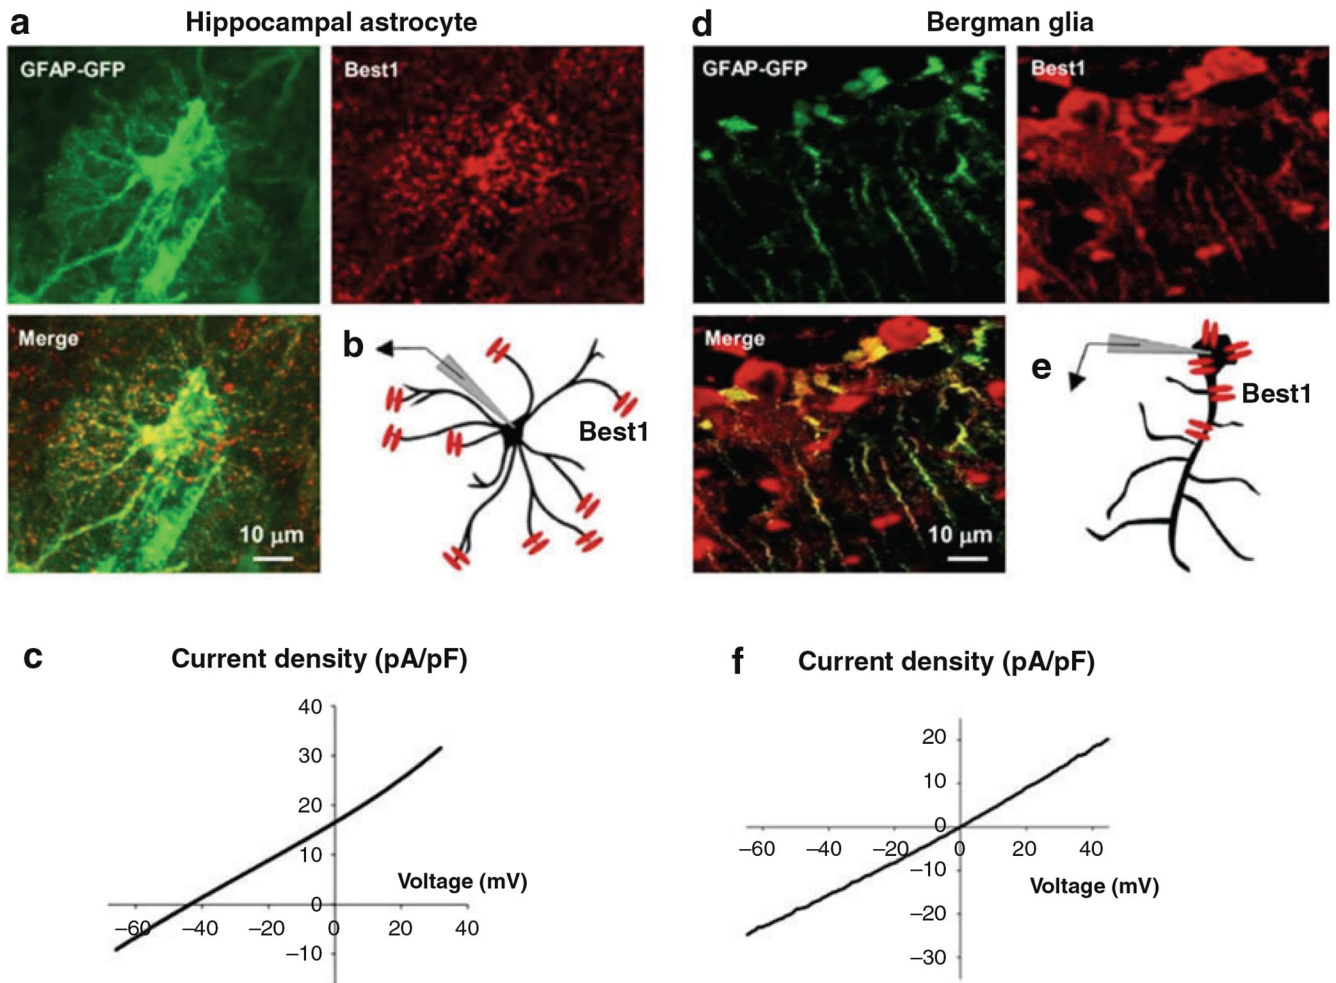 a Hippocampal astrocyte
GFAP-GFP
Best1
Merge
10 μm
b
Best1
c Current density (pA/pF)
40
30
20
10
0
−10
−60 −40 −20 0 20 40
Voltage (mV)
d Bergman glia
GFAP-GFP
Best1
Merge
10 μm
e
Best1
f Current density (pA/pF)
20
10
0
−60 −40 −20 0 20 40
−10
−20
−30
Voltage (mV)